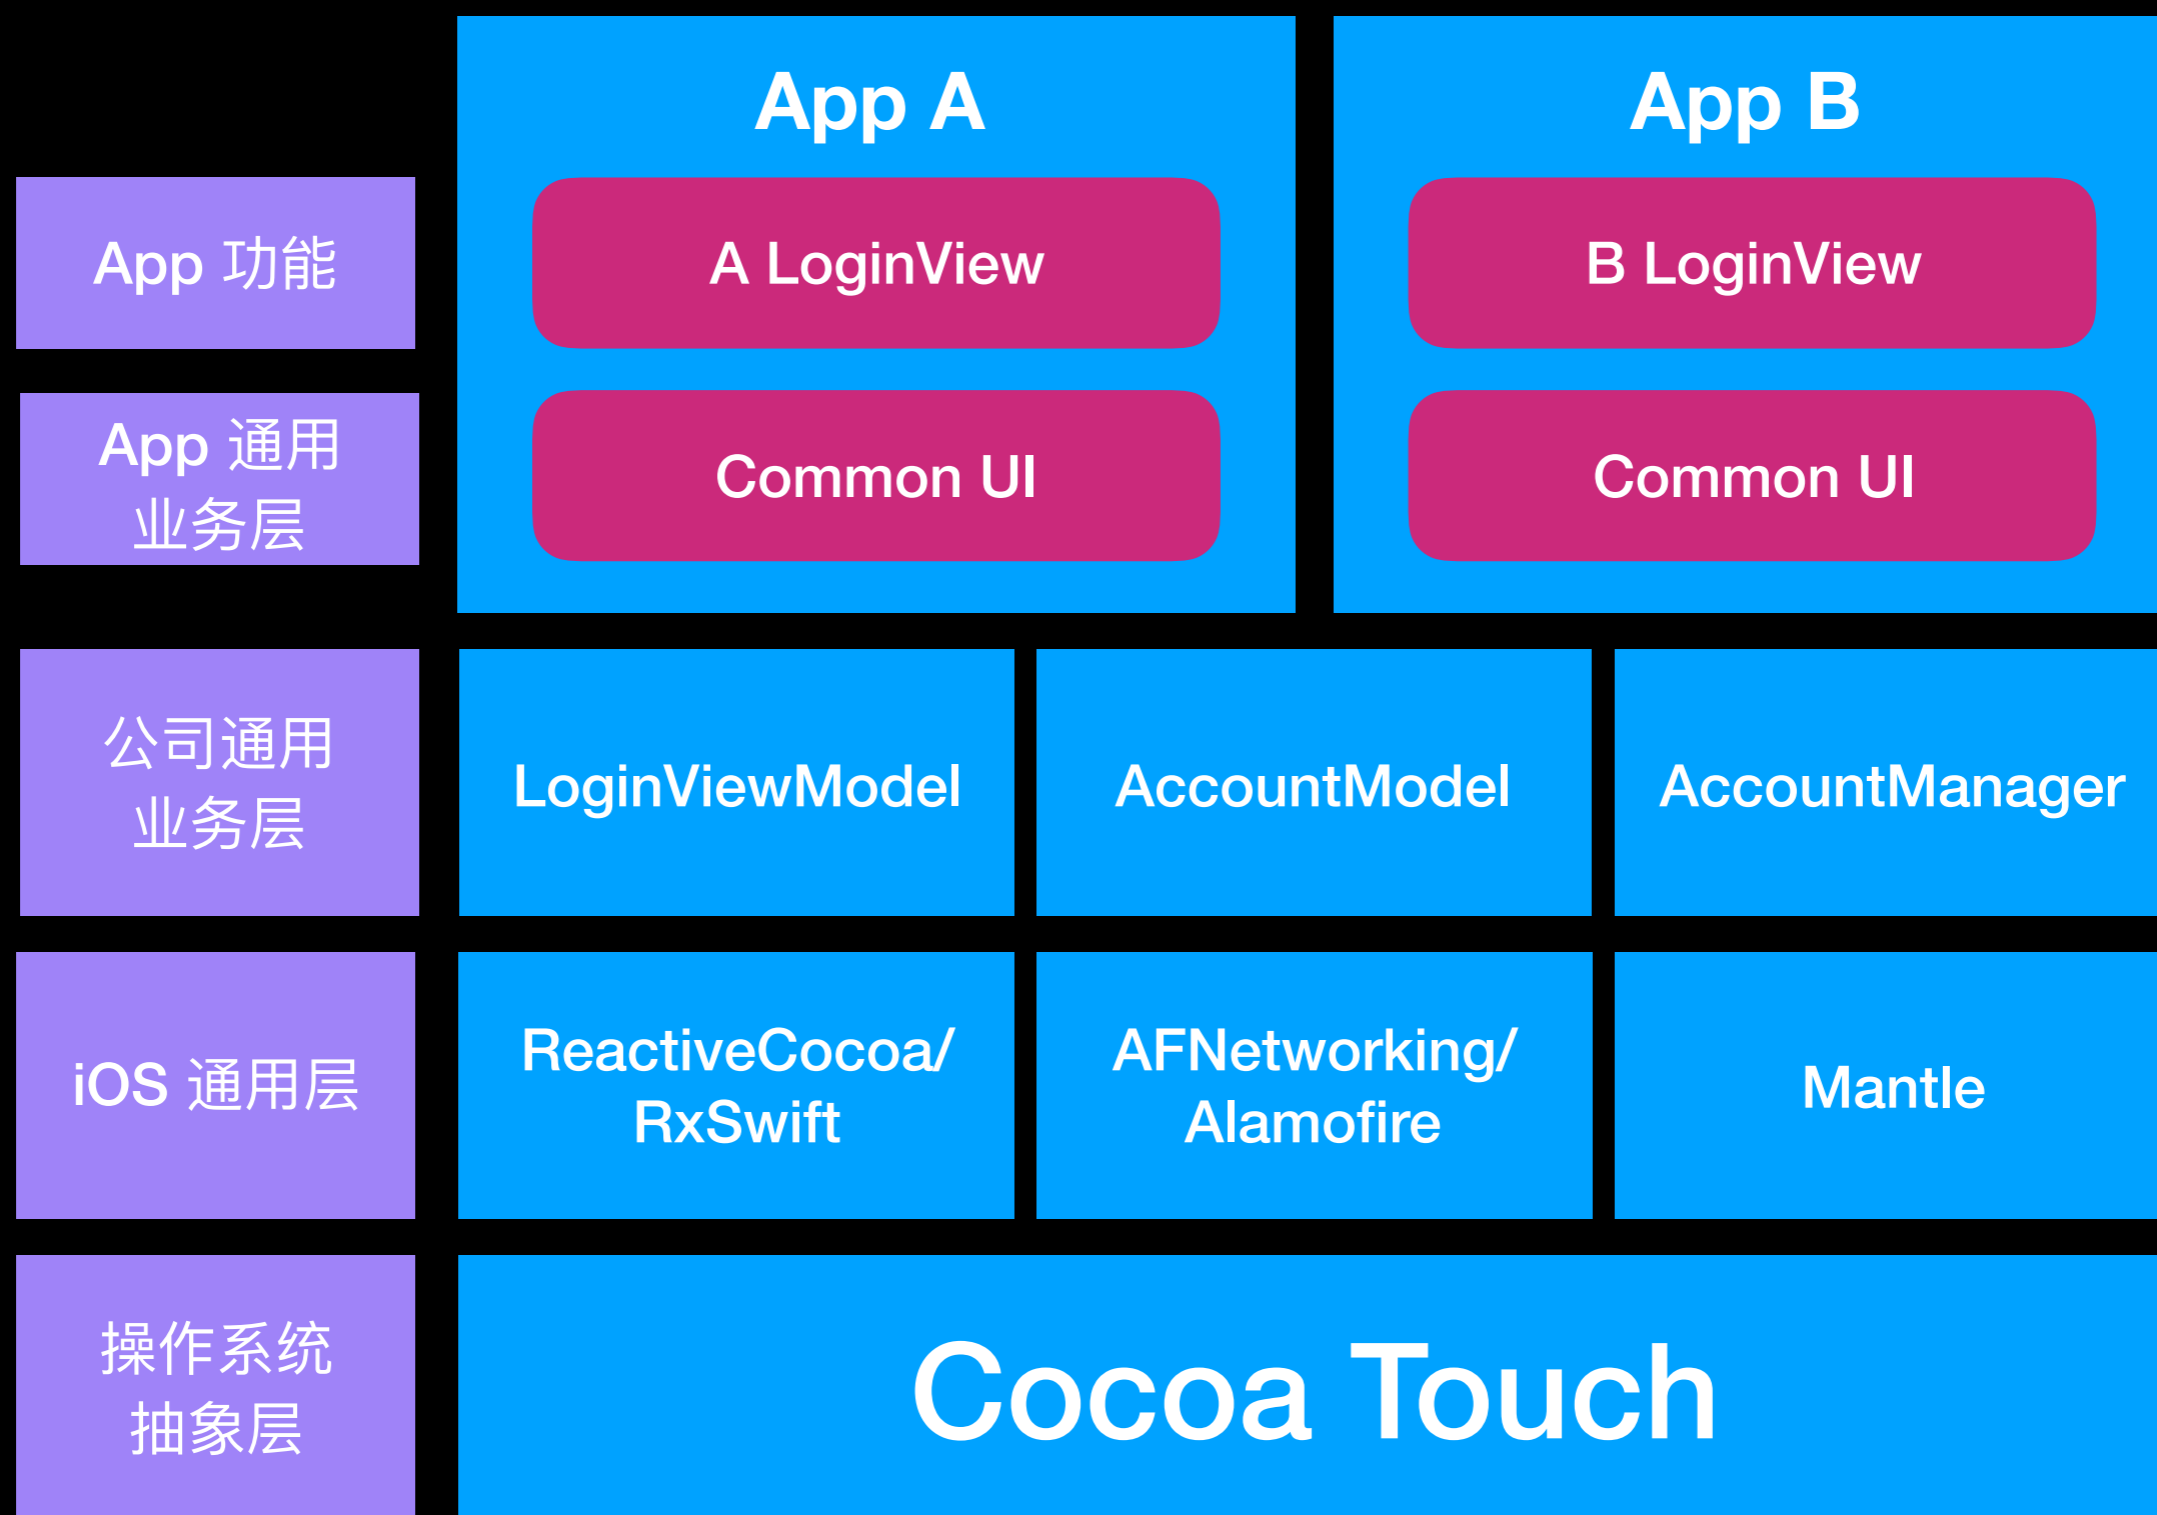 App A
App B
App 功能
A LoginView
B LoginView
App 通用
业务层
Common UI
Common UI
公司通用
业务层
LoginViewModel
AccountModel
AccountManager
iOS 通用层
ReactiveCocoa/
RxSwift
AFNetworking/
Alamofire
Mantle
操作系统
抽象层
Cocoa Touch